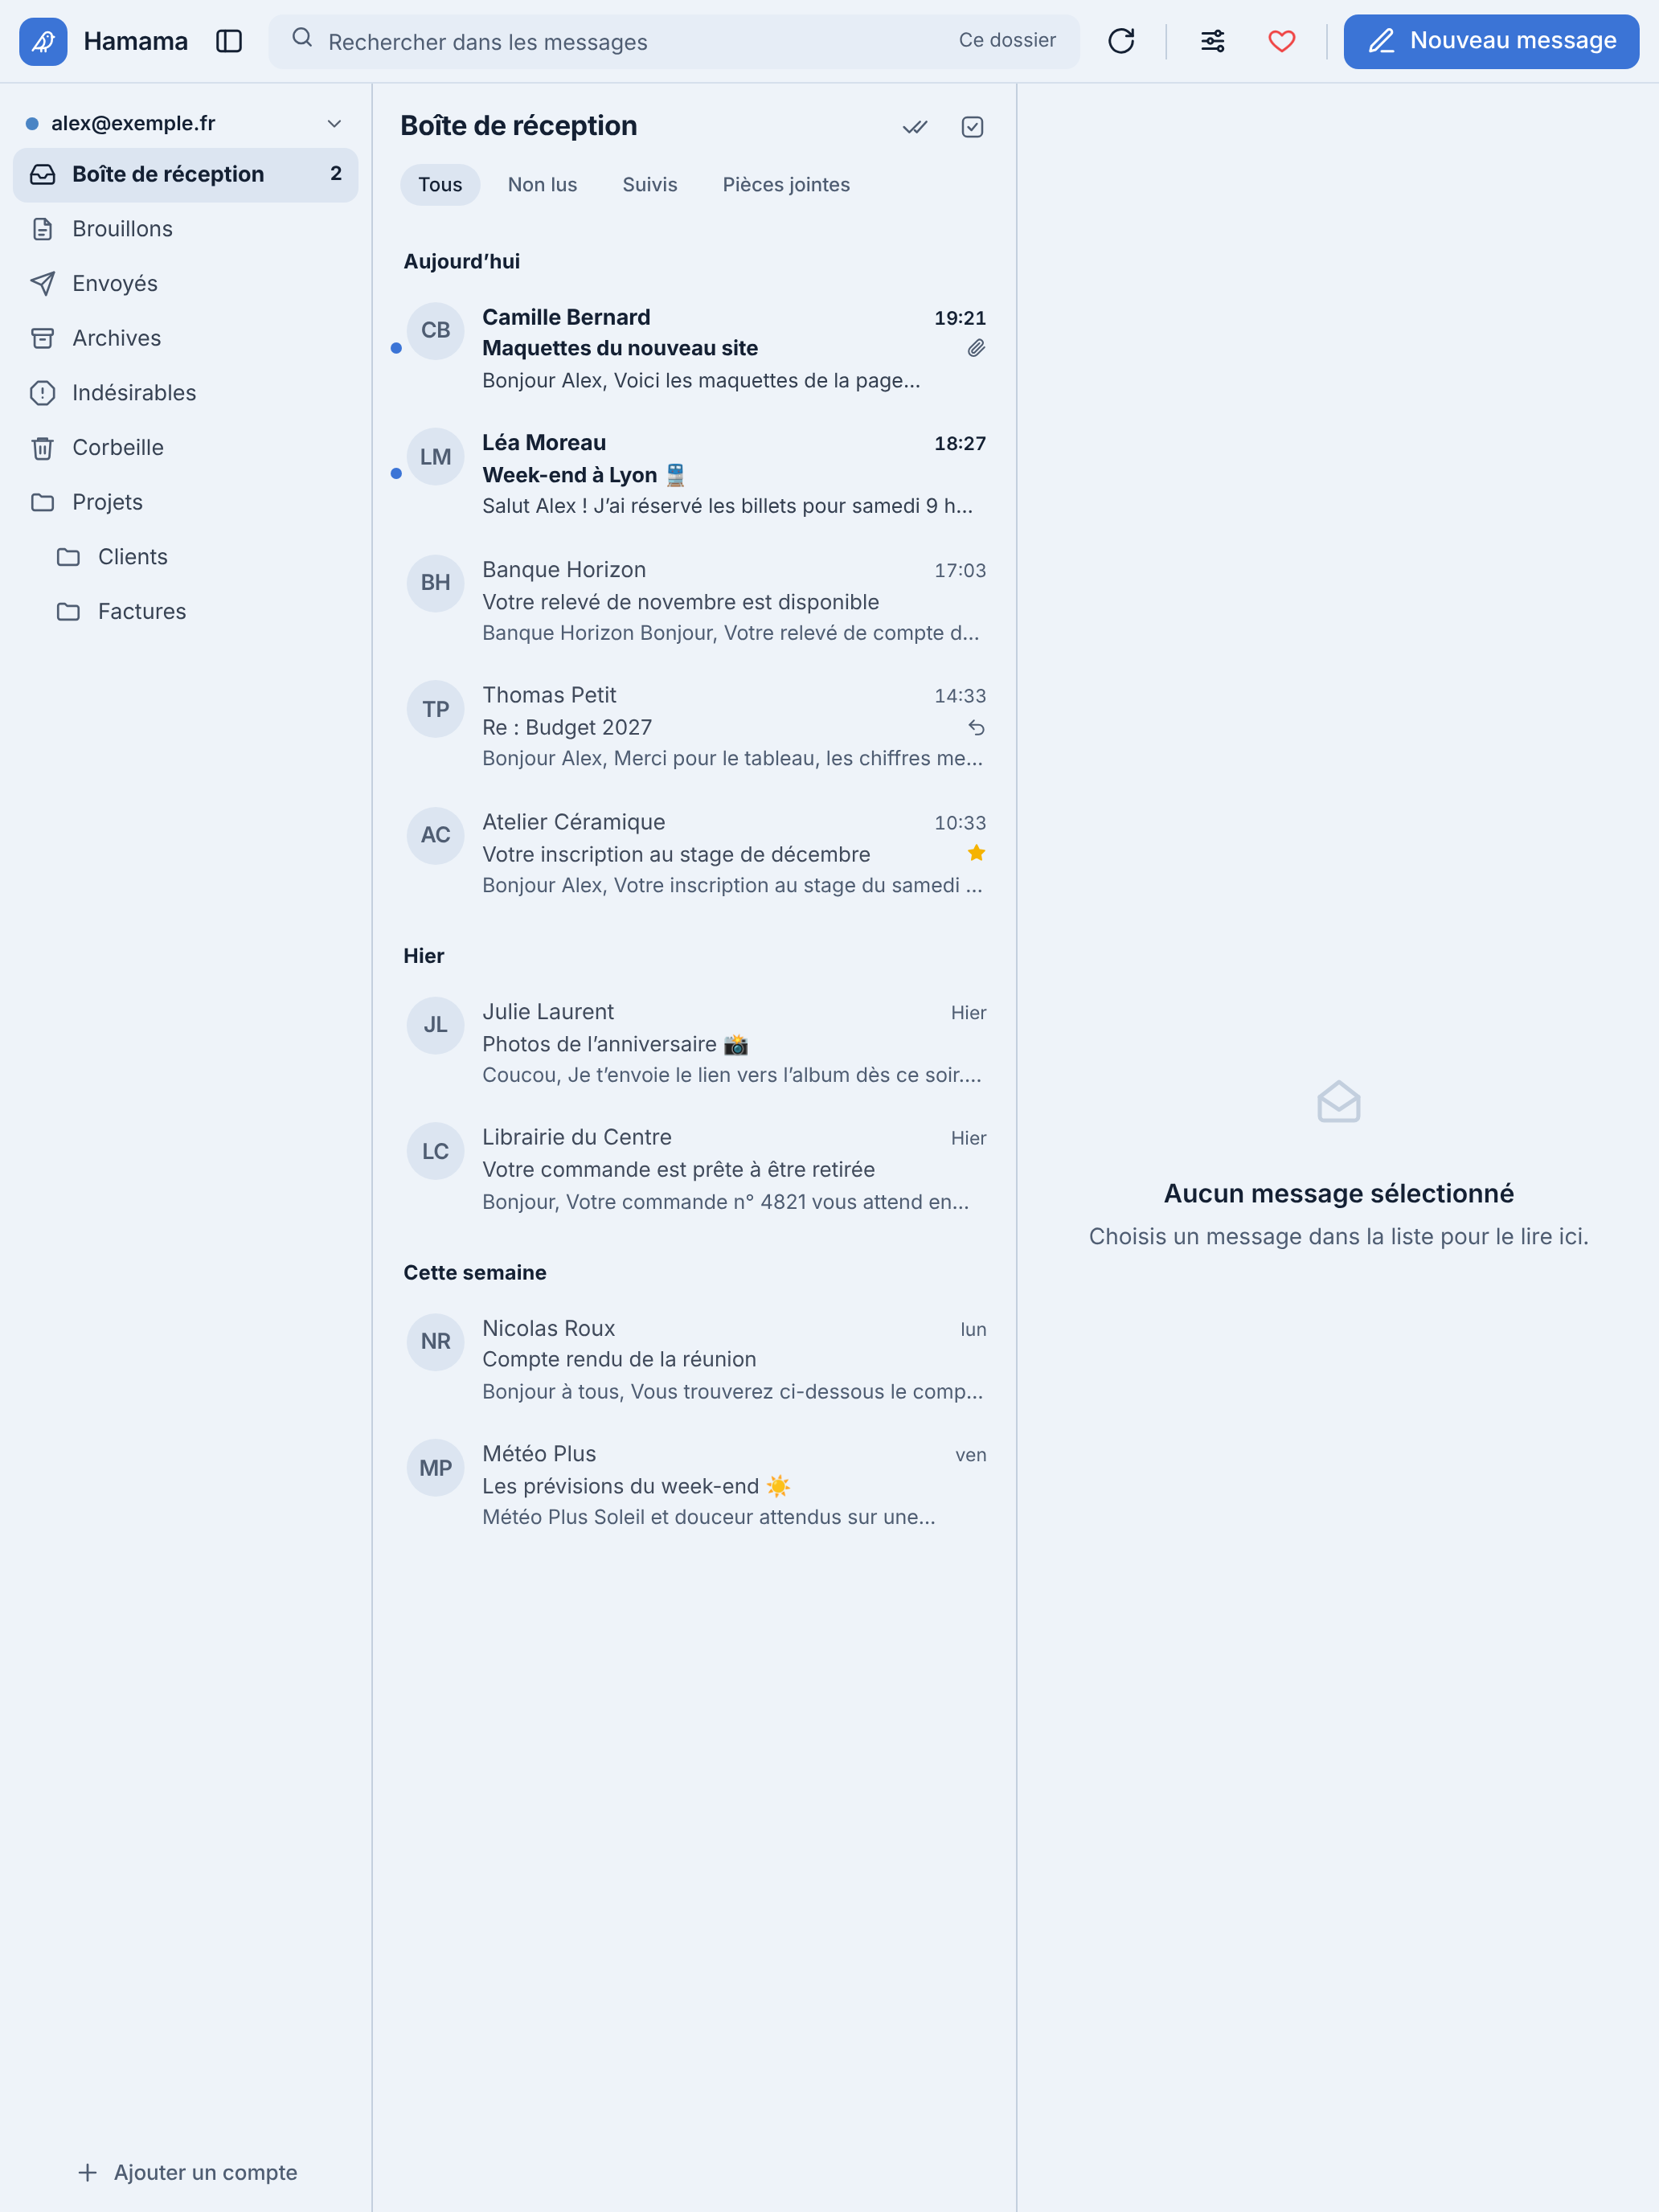 Hamama
Rechercher dans les messages
Ce dossier
Nouveau message
alex@exemple.fr
Boîte de réception 2
Brouillons
Envoyés
Archives
Indésirables
Corbeille
Projets
Clients
Factures
Ajouter un compte
Boîte de réception
Tous Non lus Suivis Pièces jointes
Aujourd’hui
CB
Camille Bernard 19:21
Maquettes du nouveau site
Bonjour Alex, Voici les maquettes de la page...
LM
Léa Moreau 18:27
Week-end à Lyon 🚆
Salut Alex ! J’ai réservé les billets pour samedi 9 h...
BH
Banque Horizon 17:03
Votre relevé de novembre est disponible
Banque Horizon Bonjour, Votre relevé de compte d...
TP
Thomas Petit 14:33
Re : Budget 2027
Bonjour Alex, Merci pour le tableau, les chiffres me...
AC
Atelier Céramique 10:33
Votre inscription au stage de décembre
Bonjour Alex, Votre inscription au stage du samedi ...
Hier
JL
Julie Laurent Hier
Photos de l’anniversaire 📸
Coucou, Je t’envoie le lien vers l’album dès ce soir....
LC
Librairie du Centre Hier
Votre commande est prête à être retirée
Bonjour, Votre commande n° 4821 vous attend en...
Cette semaine
NR
Nicolas Roux lun
Compte rendu de la réunion
Bonjour à tous, Vous trouverez ci-dessous le comp...
MP
Météo Plus ven
Les prévisions du week-end ☀️
Météo Plus Soleil et douceur attendus sur une...
Aucun message sélectionné
Choisis un message dans la liste pour le lire ici.